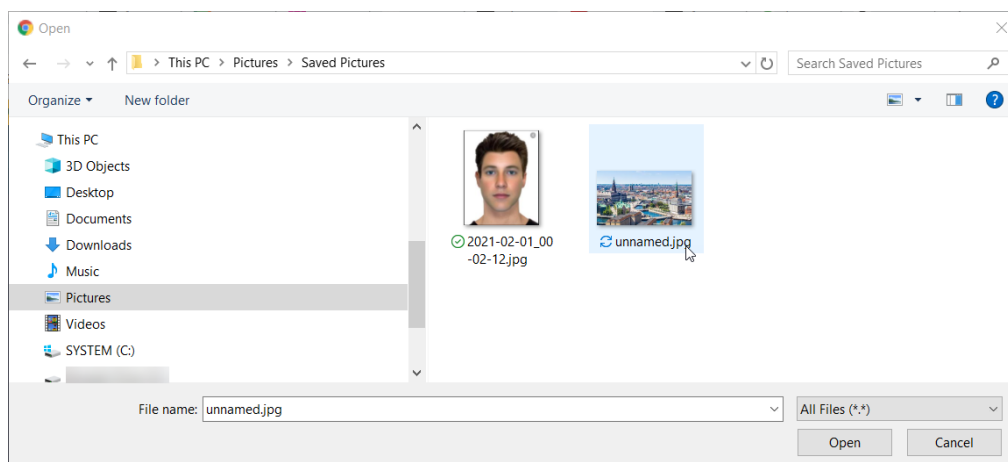 Open
This PC > Pictures > Saved Pictures
Search Saved Pictures
Organize
New folder
?
This PC
3D Objects
Desktop
Documents
Downloads
Music
Pictures
Videos
SYSTEM (C:)
2021-02-01_00
-02-12.jpg
unnamed.jpg
File name: unnamed.jpg
All Files (*.*)
Open
Cancel